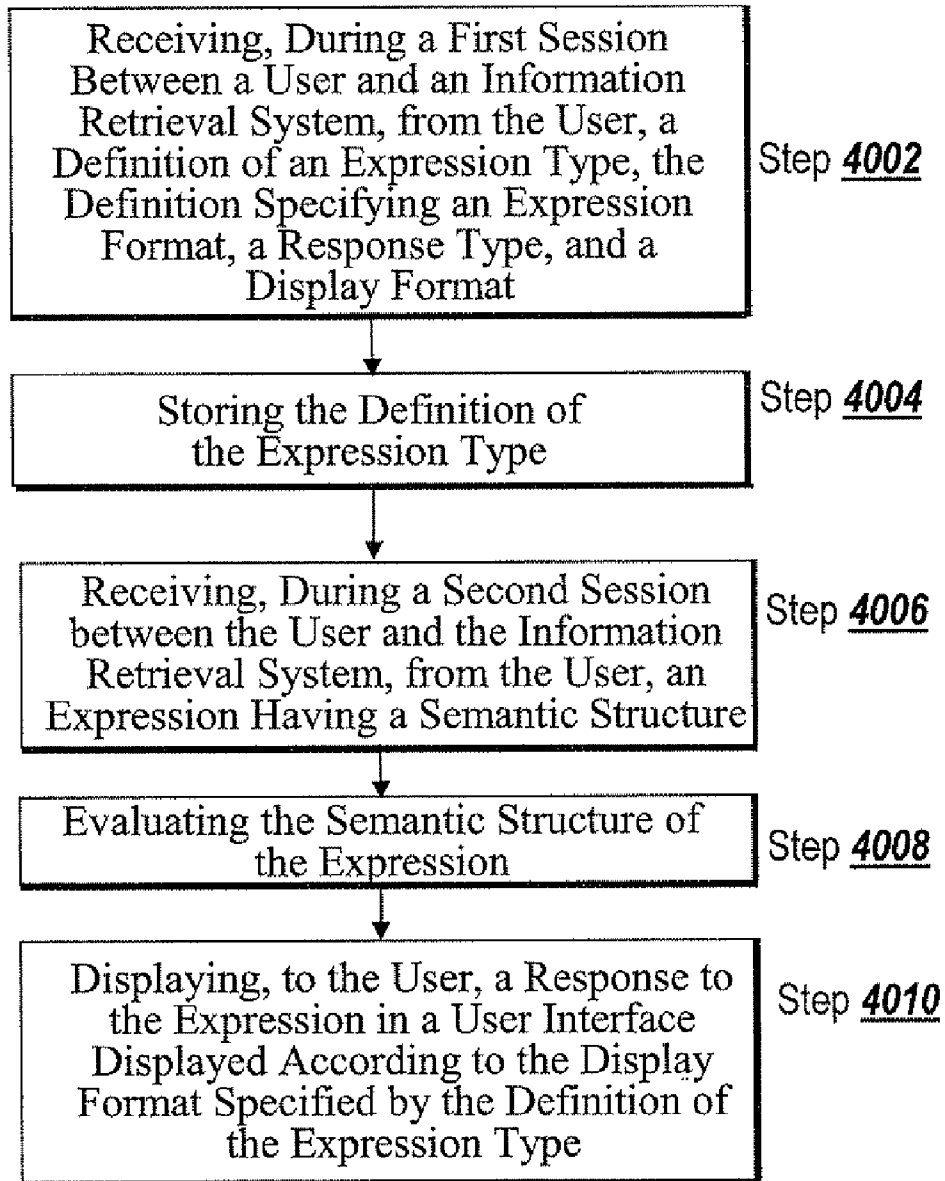 Receiving, During a First Session
Between a User and an Information
Retrieval System, from the User, a
Definition of an Expression Type, the
Definition Specifying an Expression
Format, a Response Type, and a
Display Format
Step 4002
Storing the Definition of
the Expression Type
Step 4004
Receiving, During a Second Session
between the User and the Information
Retrieval System, from the User, an
Expression Having a Semantic Structure
Step 4006
Evaluating the Semantic Structure of
the Expression
Step 4008
Displaying, to the User, a Response to
the Expression in a User Interface
Displayed According to the Display
Format Specified by the Definition of
the Expression Type
Step 4010